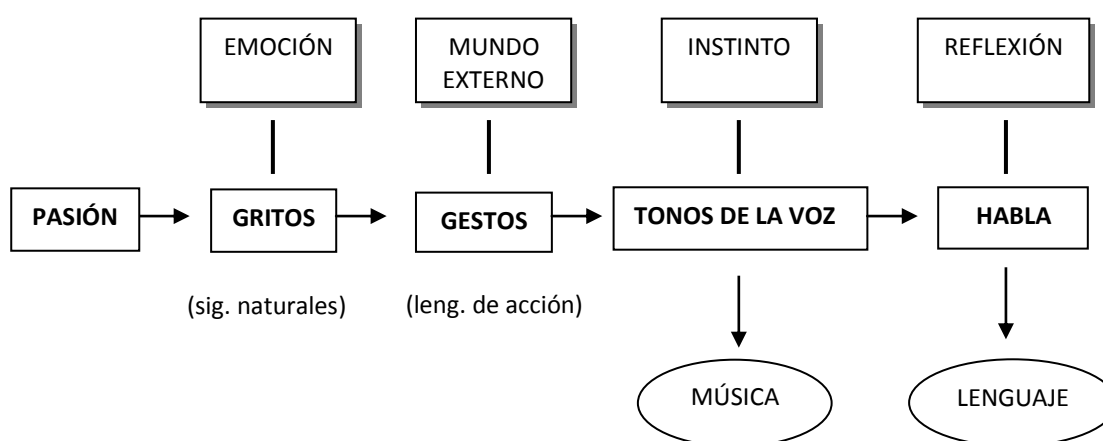 EMOCIÓN
MUNDO
EXTERNO
INSTINTO
REFLEXIÓN
PASIÓN
GRITOS
GESTOS
TONOS DE LA VOZ
HABLA
(sig. naturales)
(leng. de acción)
MÚSICA
LENGUAJE